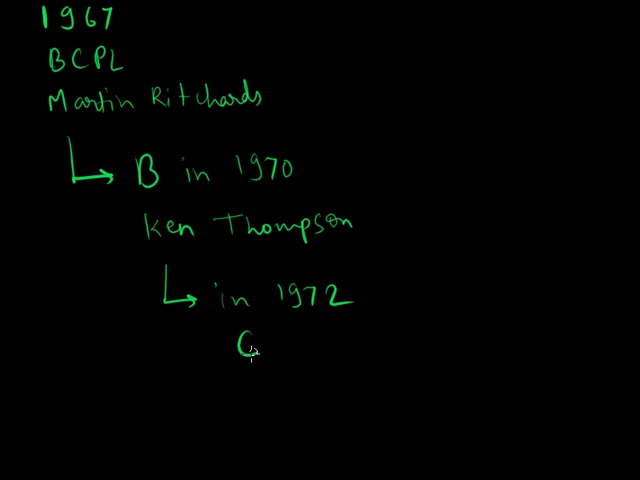 1967
BCPL
Martin Ritchards
B in 1970
Ken Thompson
in 1972
C